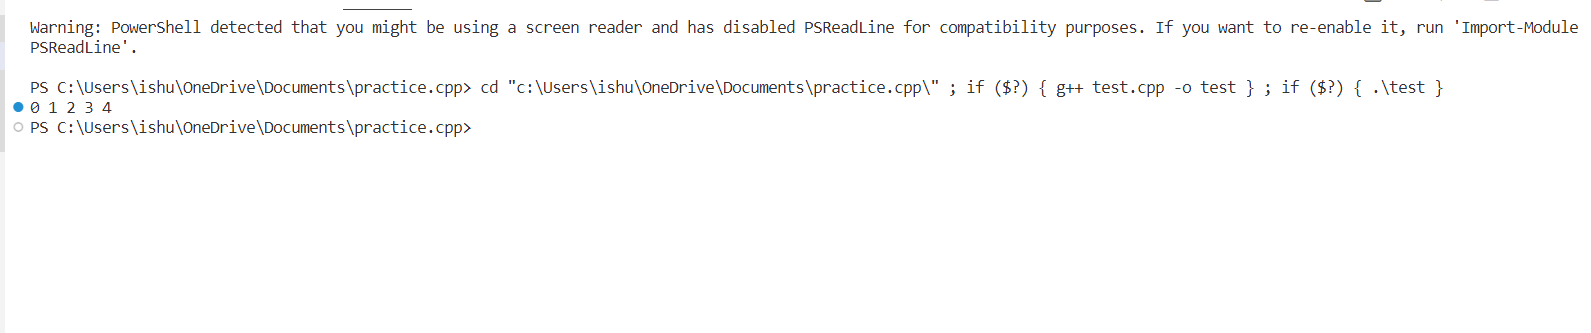 Warning: PowerShell detected that you might be using a screen reader and has disabled PSReadLine for compatibility purposes. If you want to re-enable it, run 'Import-Module
PSReadLine'.
PS C:\Users\ishu\OneDrive\Documents\practice.cpp> cd "c:\Users\ishu\OneDrive\Documents\practice.cpp\" ; if ($?) { g++ test.cpp -o test } ; if ($?) { .\test }
0 1 2 3 4
PS C:\Users\ishu\OneDrive\Documents\practice.cpp>